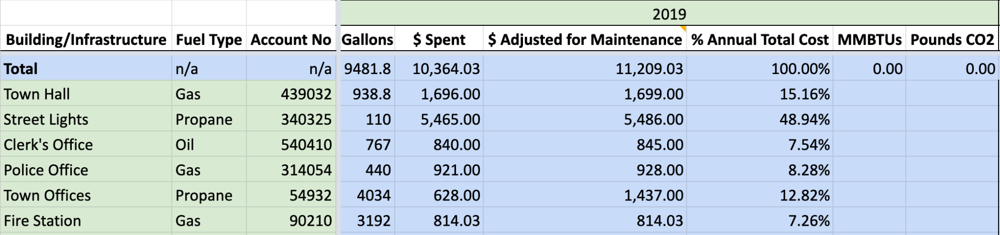 2019
Building/Infrastructure Fuel Type Account No Gallons $ Spent $ Adjusted for Maintenance % Annual Total Cost MMBTUs Pounds CO2
Total n/a n/a 9481.8 10,364.03 11,209.03 100.00% 0.00 0.00
Town Hall Gas 439032 938.8 1,696.00 1,699.00 15.16%
Street Lights Propane 340325 110 5,465.00 5,486.00 48.94%
Clerk's Office Oil 540410 767 840.00 845.00 7.54%
Police Office Gas 314054 440 921.00 928.00 8.28%
Town Offices Propane 54932 4034 628.00 1,437.00 12.82%
Fire Station Gas 90210 3192 814.03 814.03 7.26%